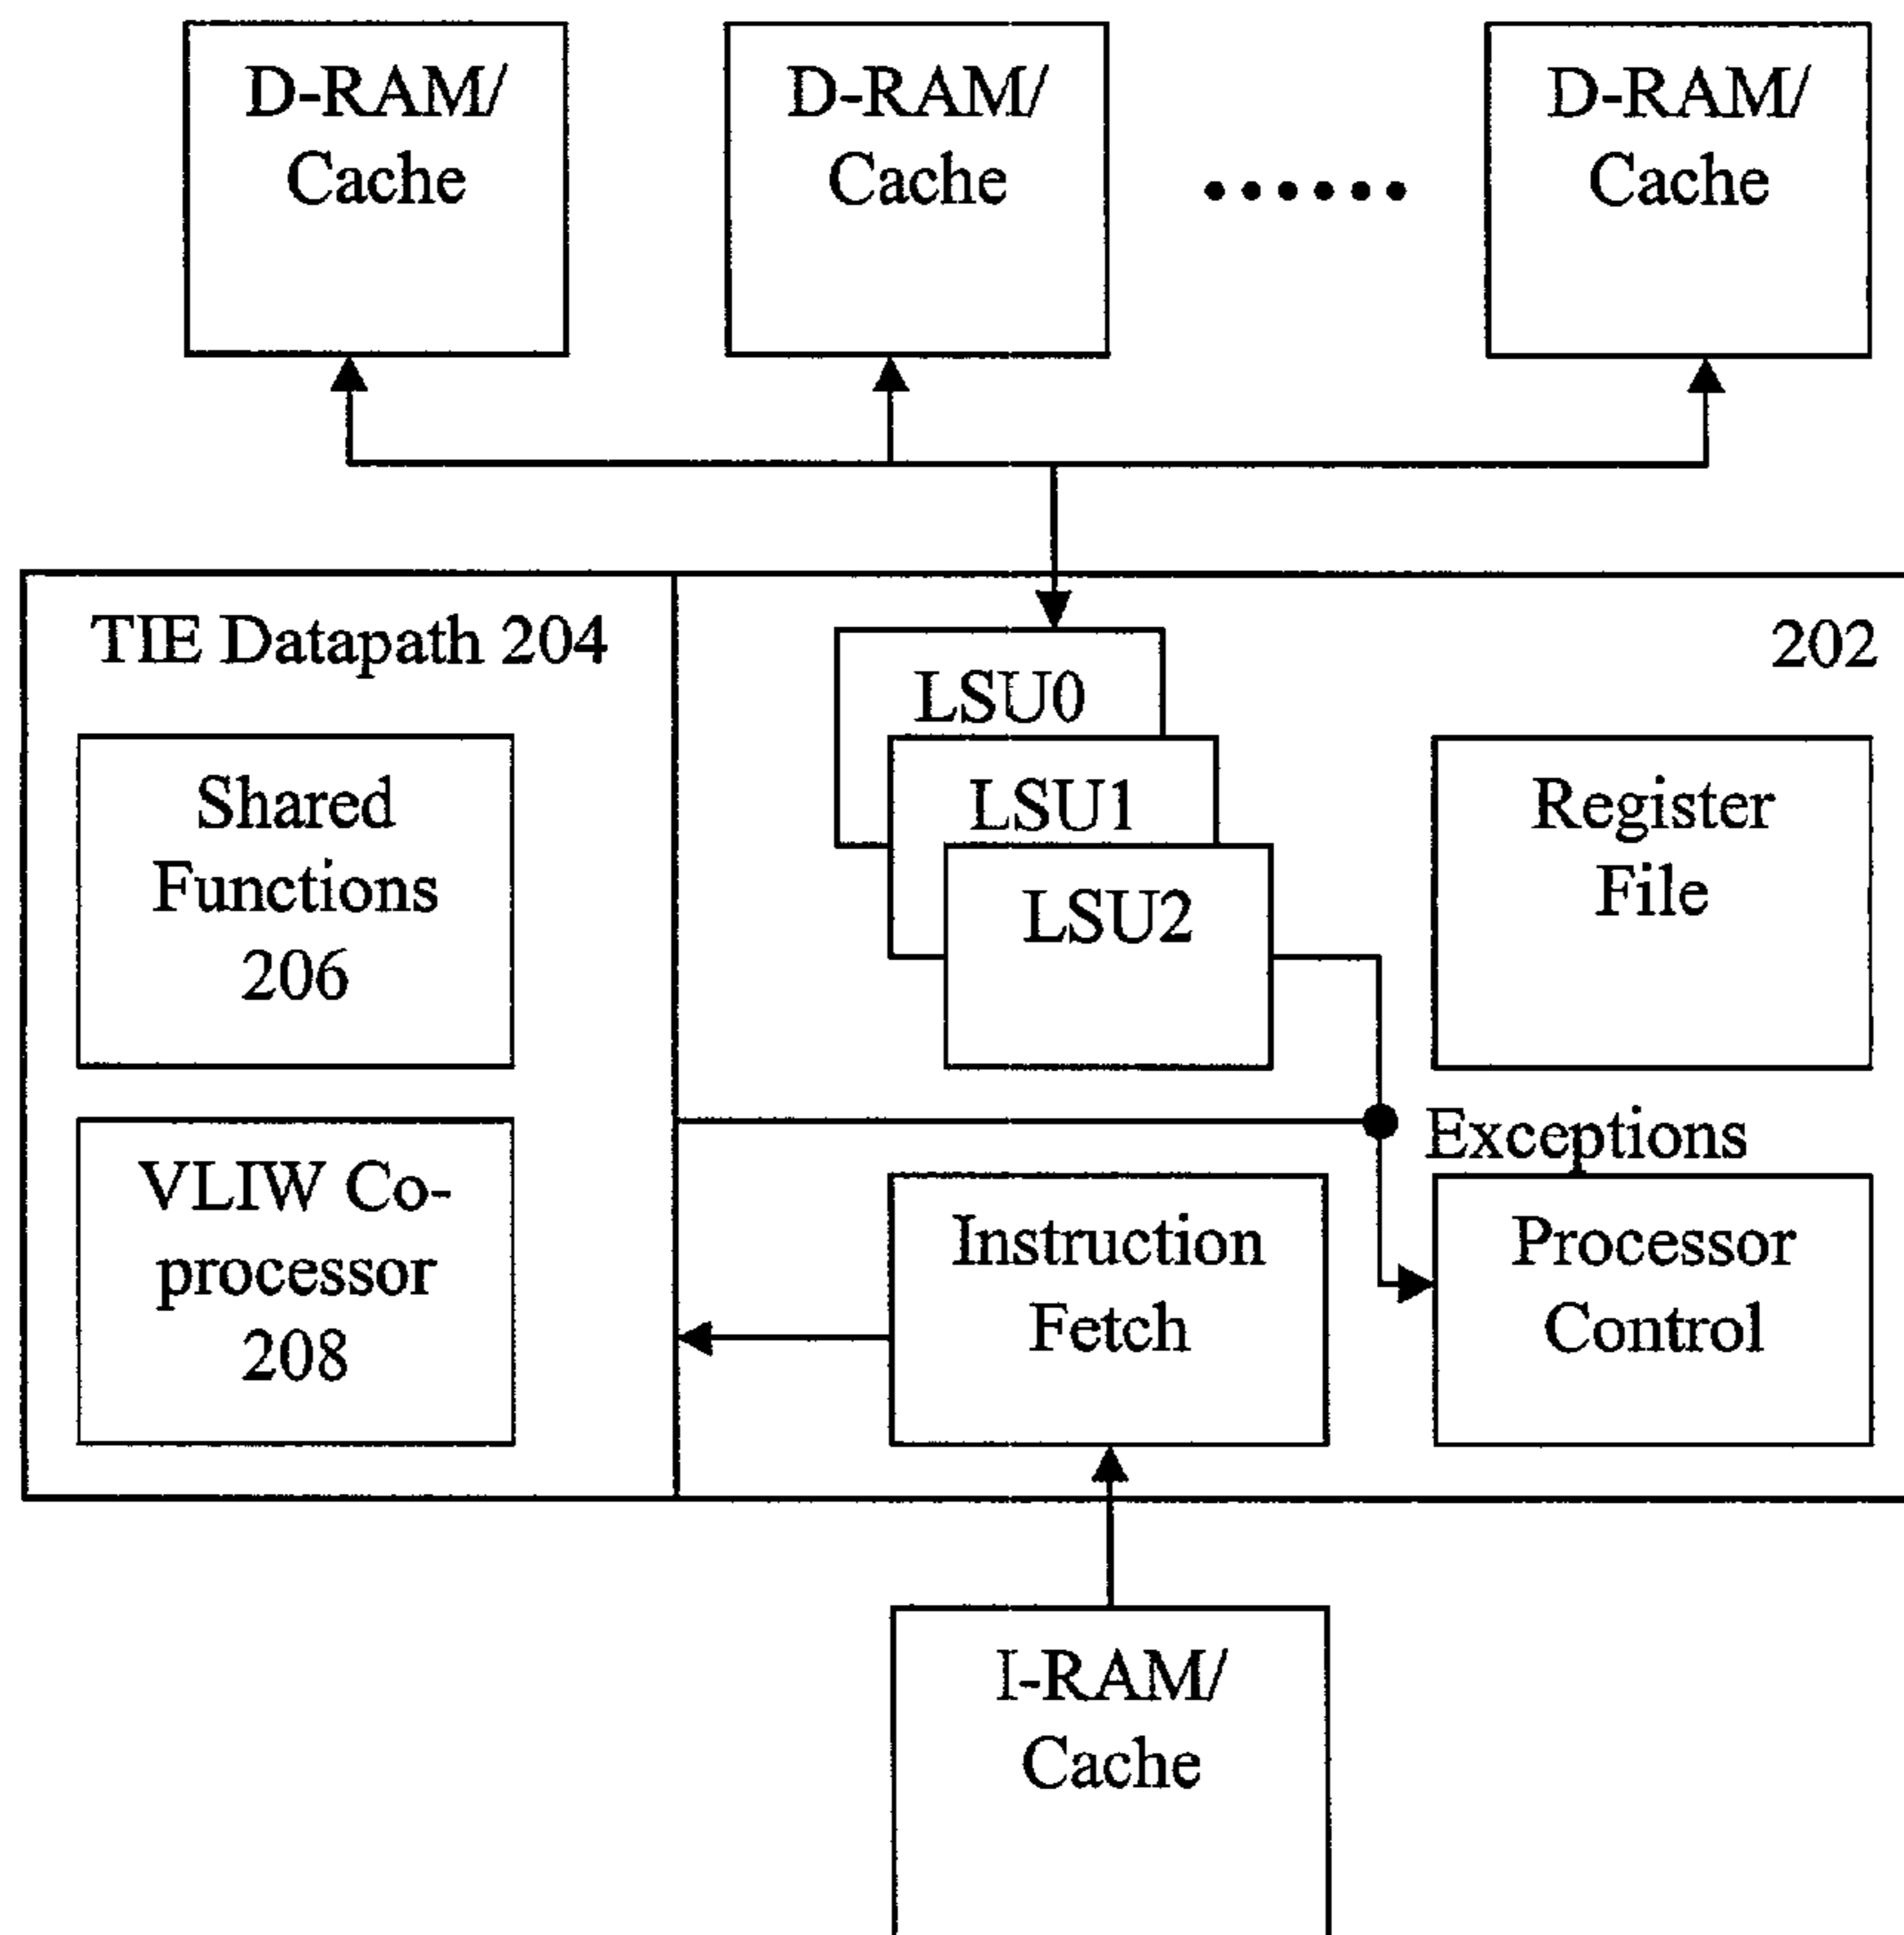 D-RAM/
Cache
D-RAM/
Cache
......
D-RAM/
Cache
TIE Datapath 204
202
Shared
Functions
206
VLIW Co-
processor
208
LSU0
LSU1
LSU2
Register
File
Exceptions
Instruction
Fetch
Processor
Control
I-RAM/
Cache